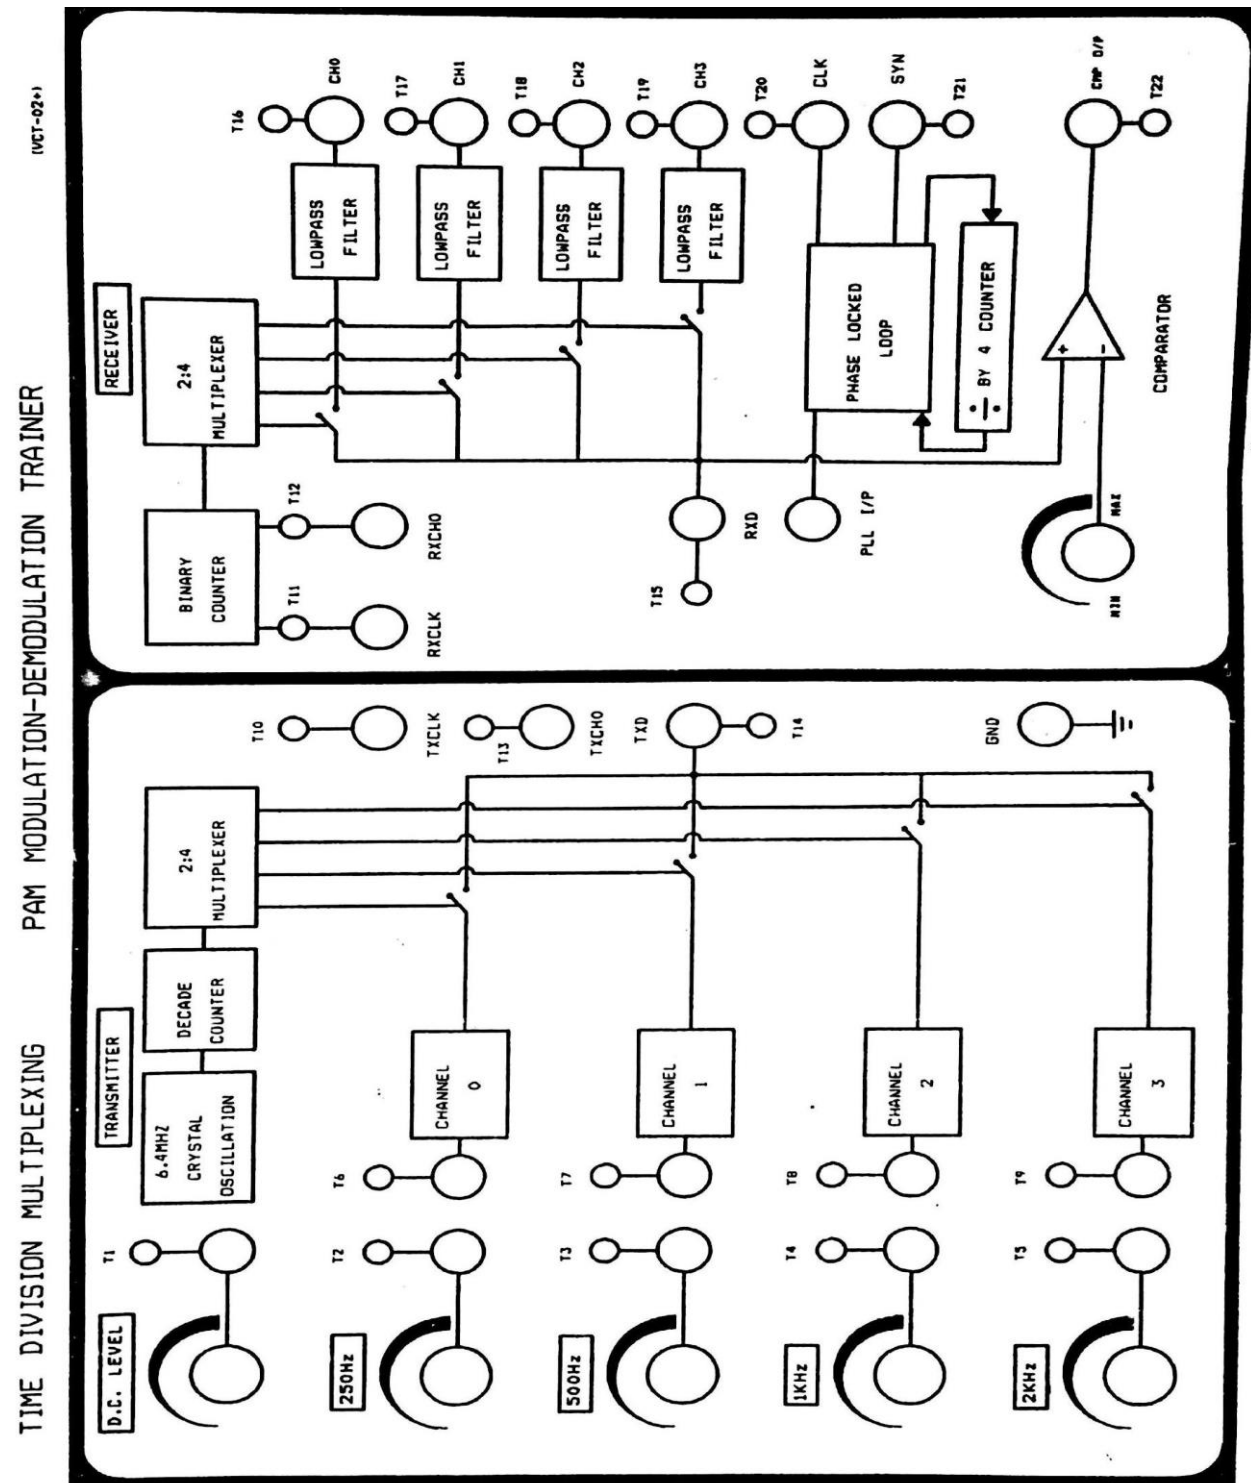 TIME DIVISION MULTIPLEXING PAM MODULATION-DEMODULATION TRAINER (VCT-02+)
TRANSMITTER
RECEIVER
D.C. LEVEL
T1
6.4MHZ
CRYSTAL
OSCILLATION
DECADE
COUNTER
2:4
MULTIPLEXER
T10
TXCLK
T13
TXCHO
TXD
T14
GND
250Hz
T2
T6
CHANNEL
0
500Hz
T3
T7
CHANNEL
1
1KHz
T4
T8
CHANNEL
2
2KHz
T5
T9
CHANNEL
3
BINARY
COUNTER
T11
RXCLK
T12
RXCHO
2:4
MULTIPLEXER
LOWPASS
FILTER
T16
CH0
LOWPASS
FILTER
T17
CH1
LOWPASS
FILTER
T18
CH2
LOWPASS
FILTER
T19
CH3
T15
RXD
PLL I/P
PHASE LOCKED
LOOP
T20
CLK
SYN
T21
÷ BY 4 COUNTER
MIN
MAX
+
-
COMPARATOR
CMP O/P
T22